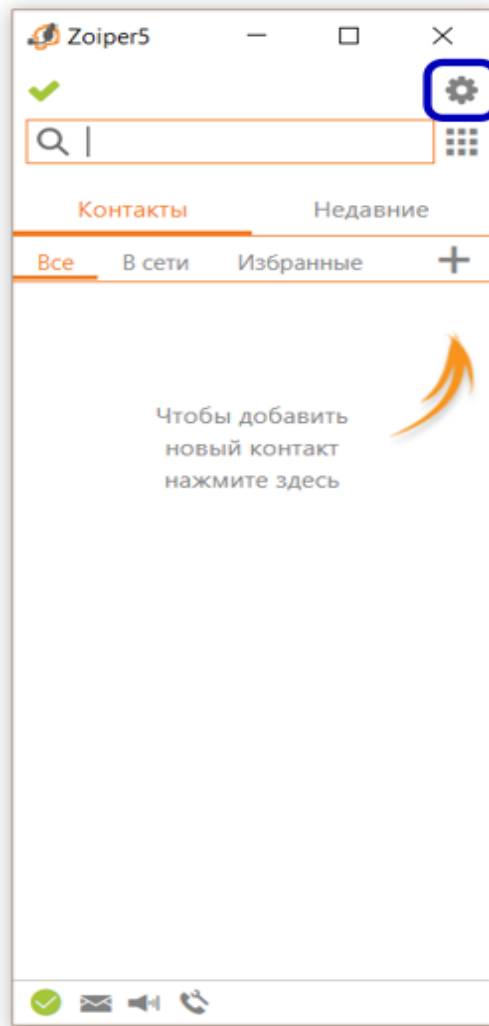 Zoiper5
Контакты Недавние
Все В сети Избранные
Чтобы добавить
новый контакт
нажмите здесь